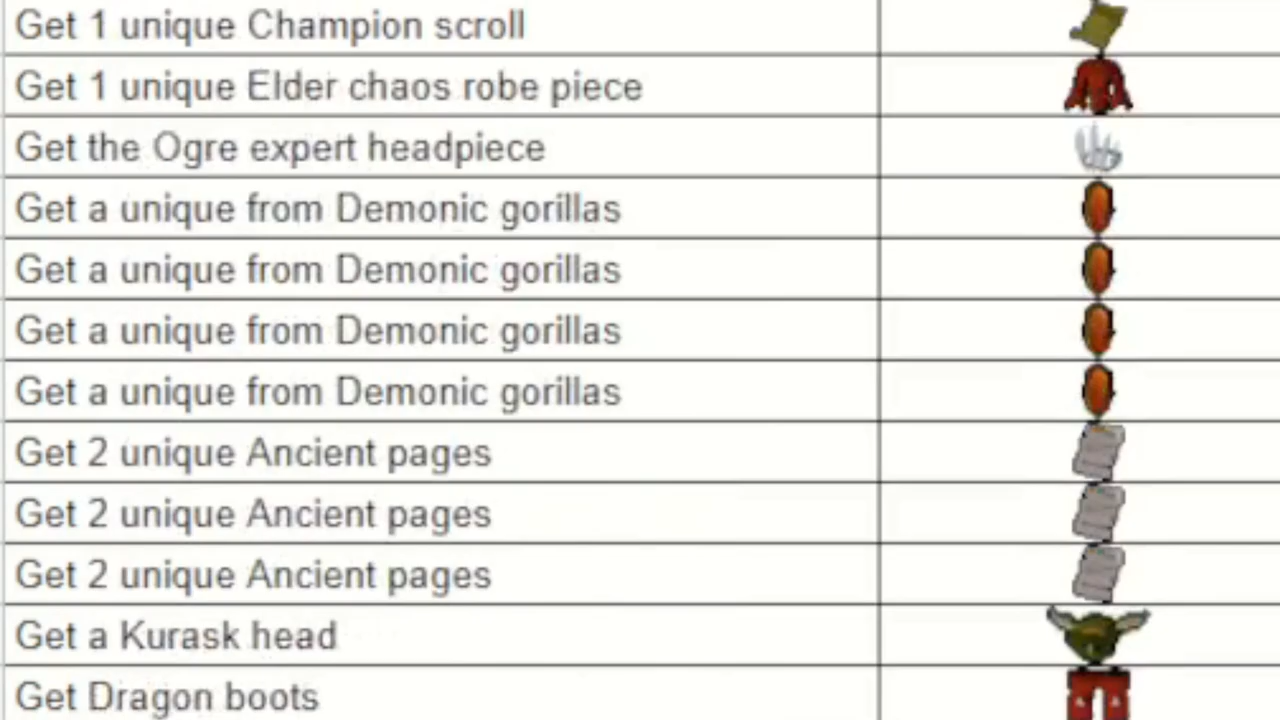 Get 1 unique Champion scroll
Get 1 unique Elder chaos robe piece
Get the Ogre expert headpiece
Get a unique from Demonic gorillas
Get a unique from Demonic gorillas
Get a unique from Demonic gorillas
Get a unique from Demonic gorillas
Get 2 unique Ancient pages
Get 2 unique Ancient pages
Get 2 unique Ancient pages
Get a Kurask head
Get Dragon boots